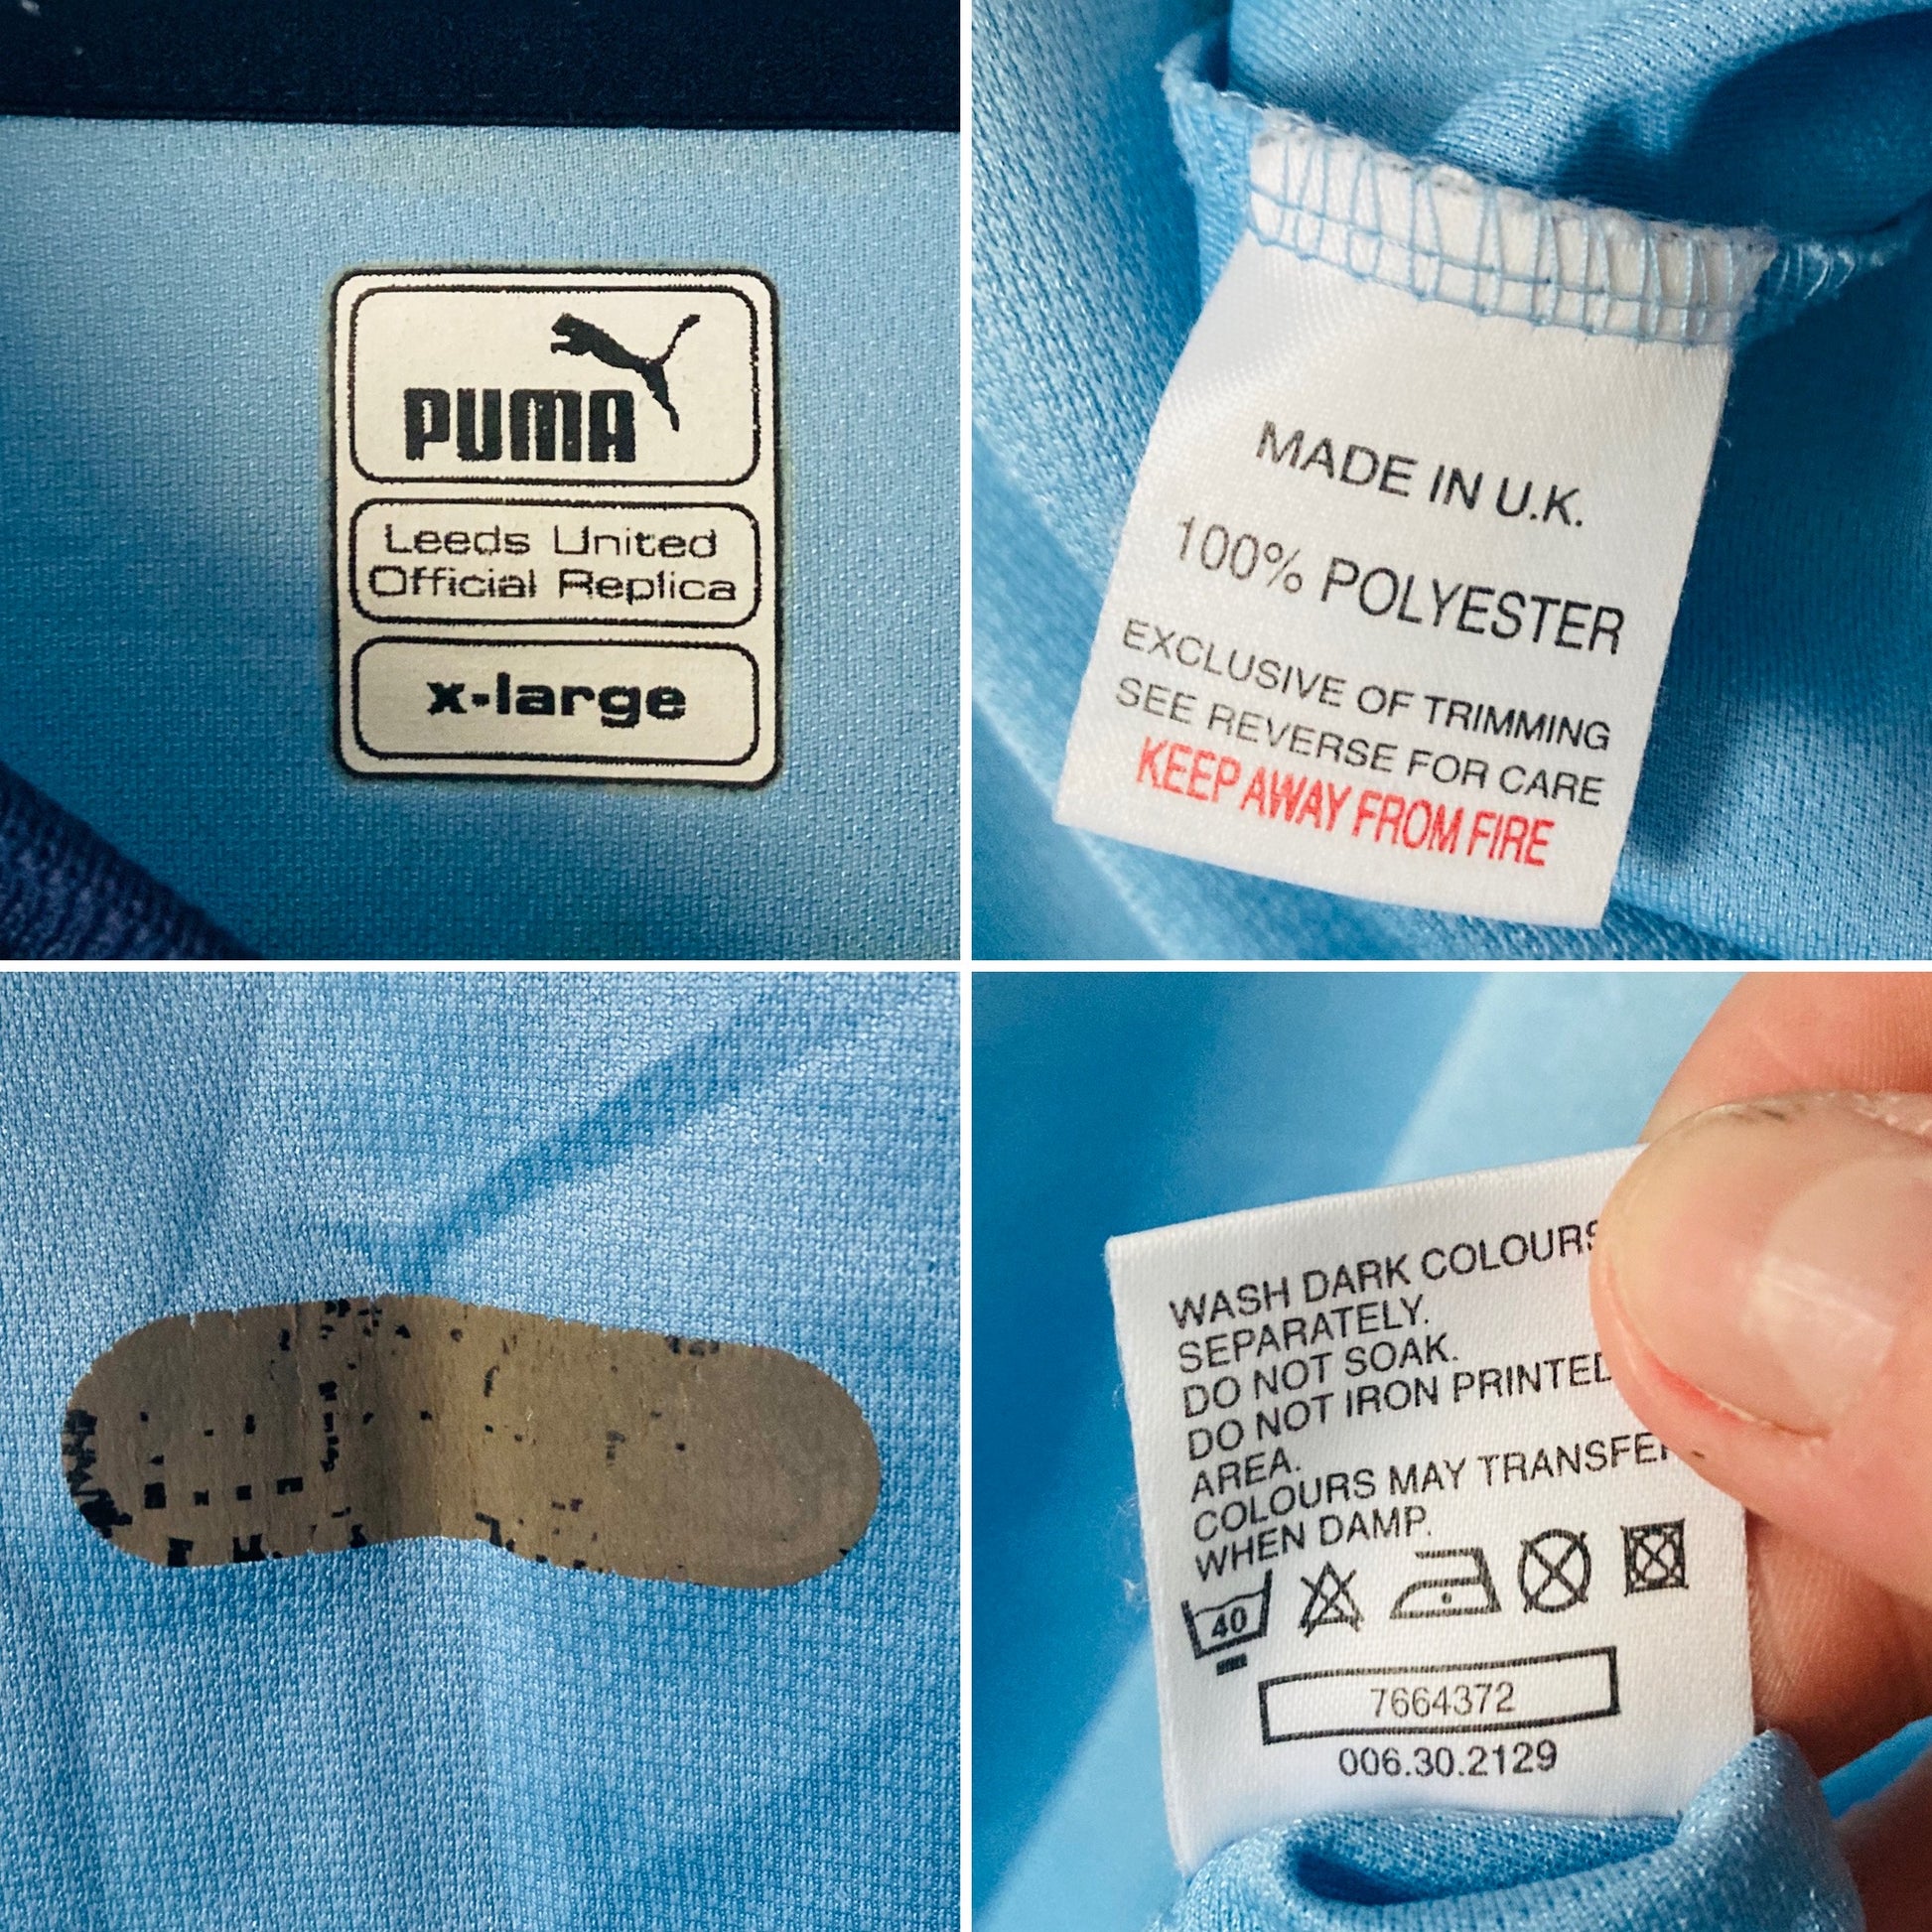 PUMA
Leeds United
Official Replica
x-large
MADE IN U.K.
100% POLYESTER
EXCLUSIVE OF TRIMMING
SEE REVERSE FOR CARE
KEEP AWAY FROM FIRE
WASH DARK COLOURS
SEPARATELY.
DO NOT SOAK.
DO NOT IRON PRINTED
AREA.
COLOURS MAY TRANSFER
WHEN DAMP.
40
7664372
006.30.2129